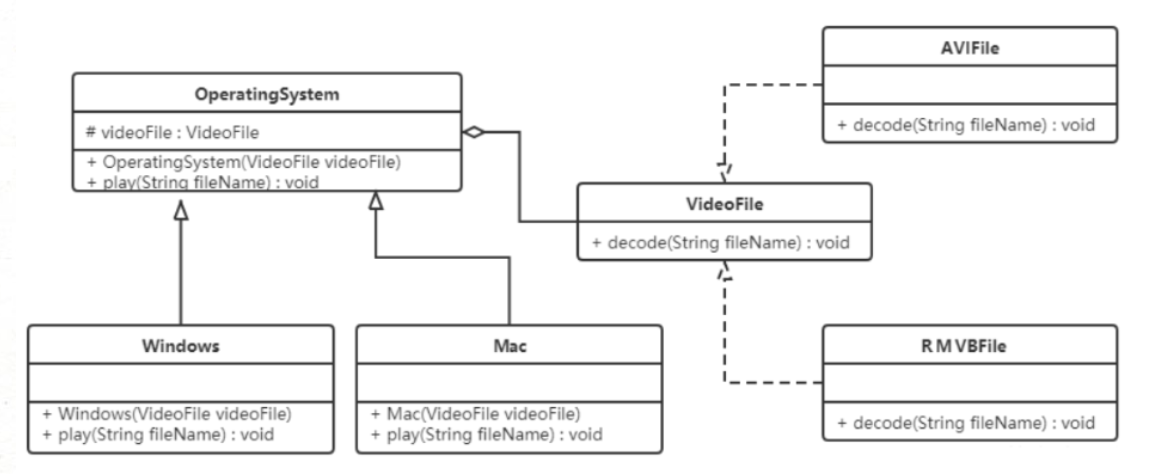 OperatingSystem
# videoFile : VideoFile
+ OperatingSystem(VideoFile videoFile)
+ play(String fileName) : void
AVIFile
+ decode(String fileName) : void
VideoFile
+ decode(String fileName) : void
Windows
+ Windows(VideoFile videoFile)
+ play(String fileName) : void
Mac
+ Mac(VideoFile videoFile)
+ play(String fileName) : void
RMVBFile
+ decode(String fileName) : void